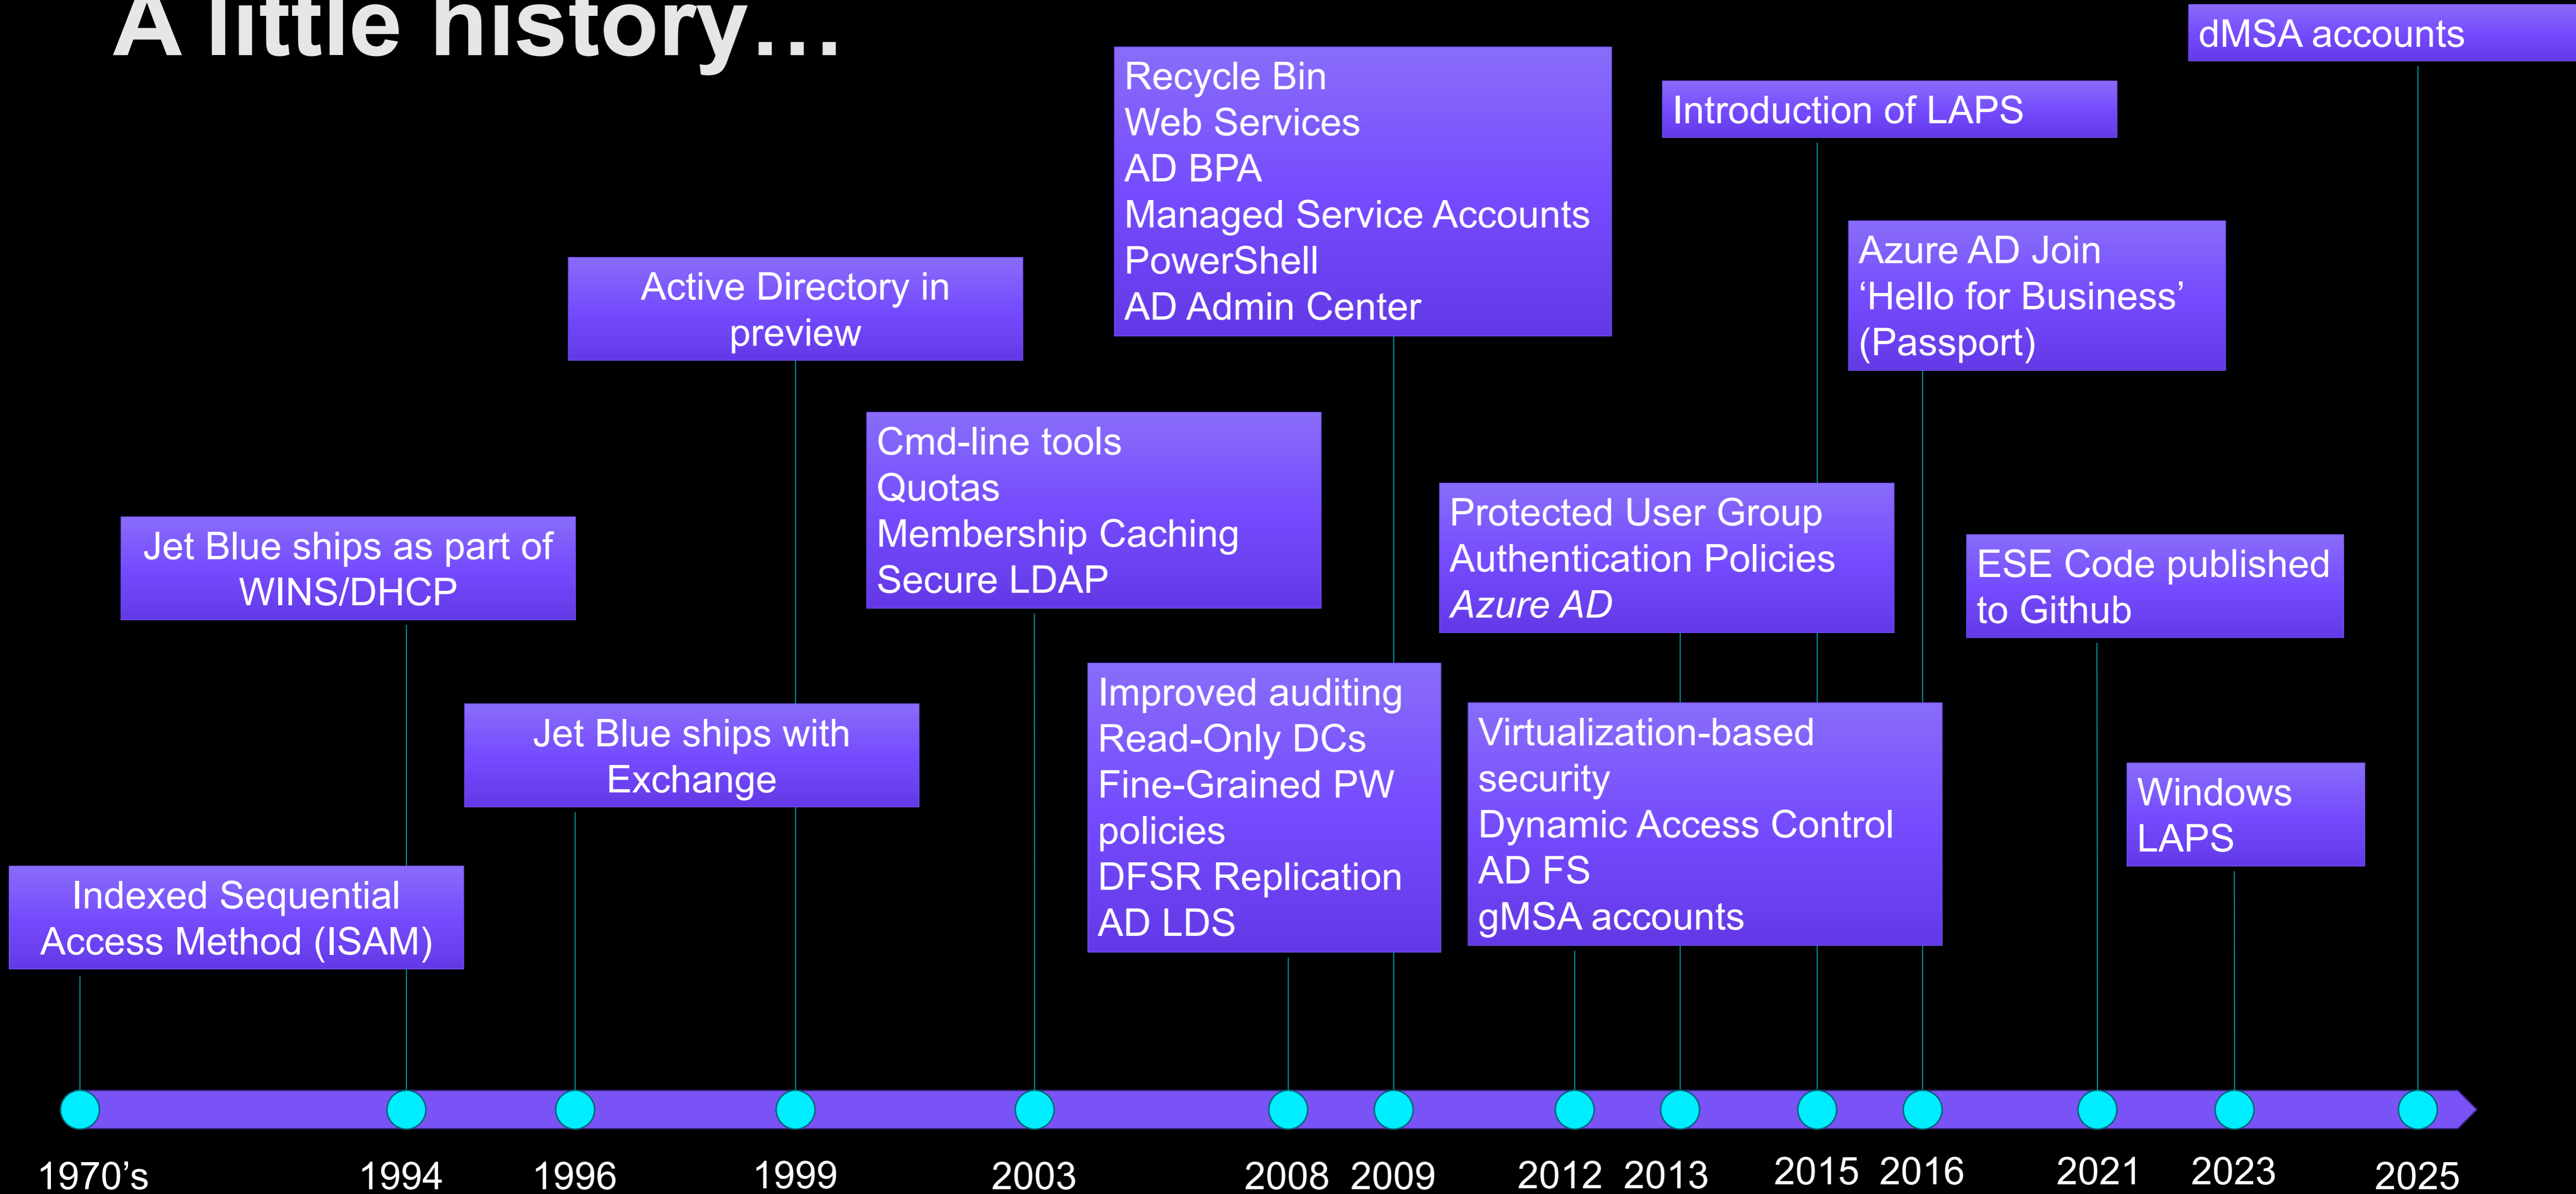 A little history…
dMSA accounts
Recycle Bin
Web Services
AD BPA
Managed Service Accounts
PowerShell
AD Admin Center
Introduction of LAPS
Azure AD Join
‘Hello for Business’
(Passport)
Active Directory in
preview
Cmd-line tools
Quotas
Membership Caching
Secure LDAP
Protected User Group
Authentication Policies
Azure AD
Jet Blue ships as part of
WINS/DHCP
ESE Code published
to Github
Improved auditing
Read-Only DCs
Fine-Grained PW
policies
DFSR Replication
AD LDS
Jet Blue ships with
Exchange
Virtualization-based
security
Dynamic Access Control
AD FS
gMSA accounts
Windows
LAPS
Indexed Sequential
Access Method (ISAM)
1970’s 1994 1996 1999 2003 2008 2009 2012 2013 2015 2016 2021 2023 2025